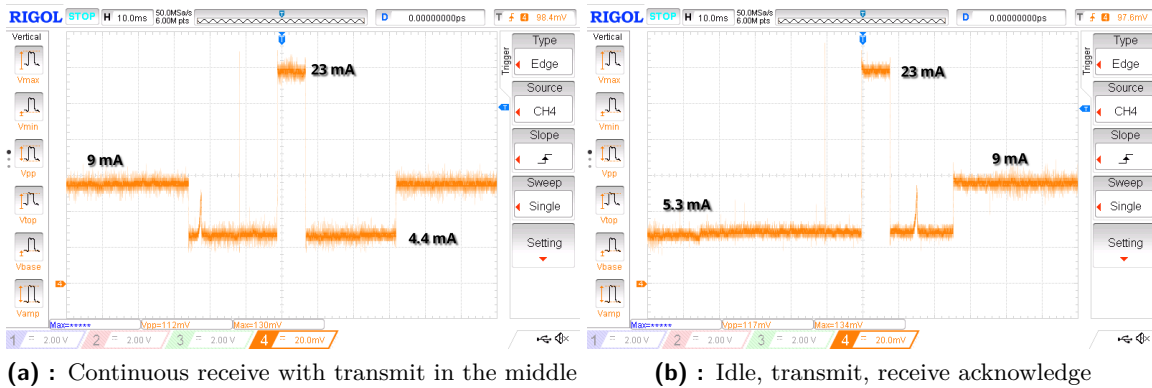 RIGOL STOP H 10.0ms 50.0MSa/s 6.00M pts D 0.00000000ps T 4 98.4mV
Vertical
Vmax
Vmin
Vpp
Vtop
Vbase
Vamp
23 mA
9 mA
4.4 mA
T
4
Trigger
Type
Edge
Source
CH4
Slope
Sweep
Single
Setting
Max=***** Vpp=112mV Max=130mV
1 = 2.00 V 2 = 2.00 V 3 = 2.00 V 4 = 20.0mV
(a) : Continuous receive with transmit in the middle
RIGOL STOP H 10.0ms 50.0MSa/s 6.00M pts D 0.00000000ps T 4 97.6mV
Vertical
Vmax
Vmin
Vpp
Vtop
Vbase
Vamp
23 mA
9 mA
5.3 mA
T
4
Trigger
Type
Edge
Source
CH4
Slope
Sweep
Single
Setting
Max=***** Vpp=117mV Max=134mV
1 = 2.00 V 2 = 2.00 V 3 = 2.00 V 4 = 20.0mV
(b) : Idle, transmit, receive acknowledge